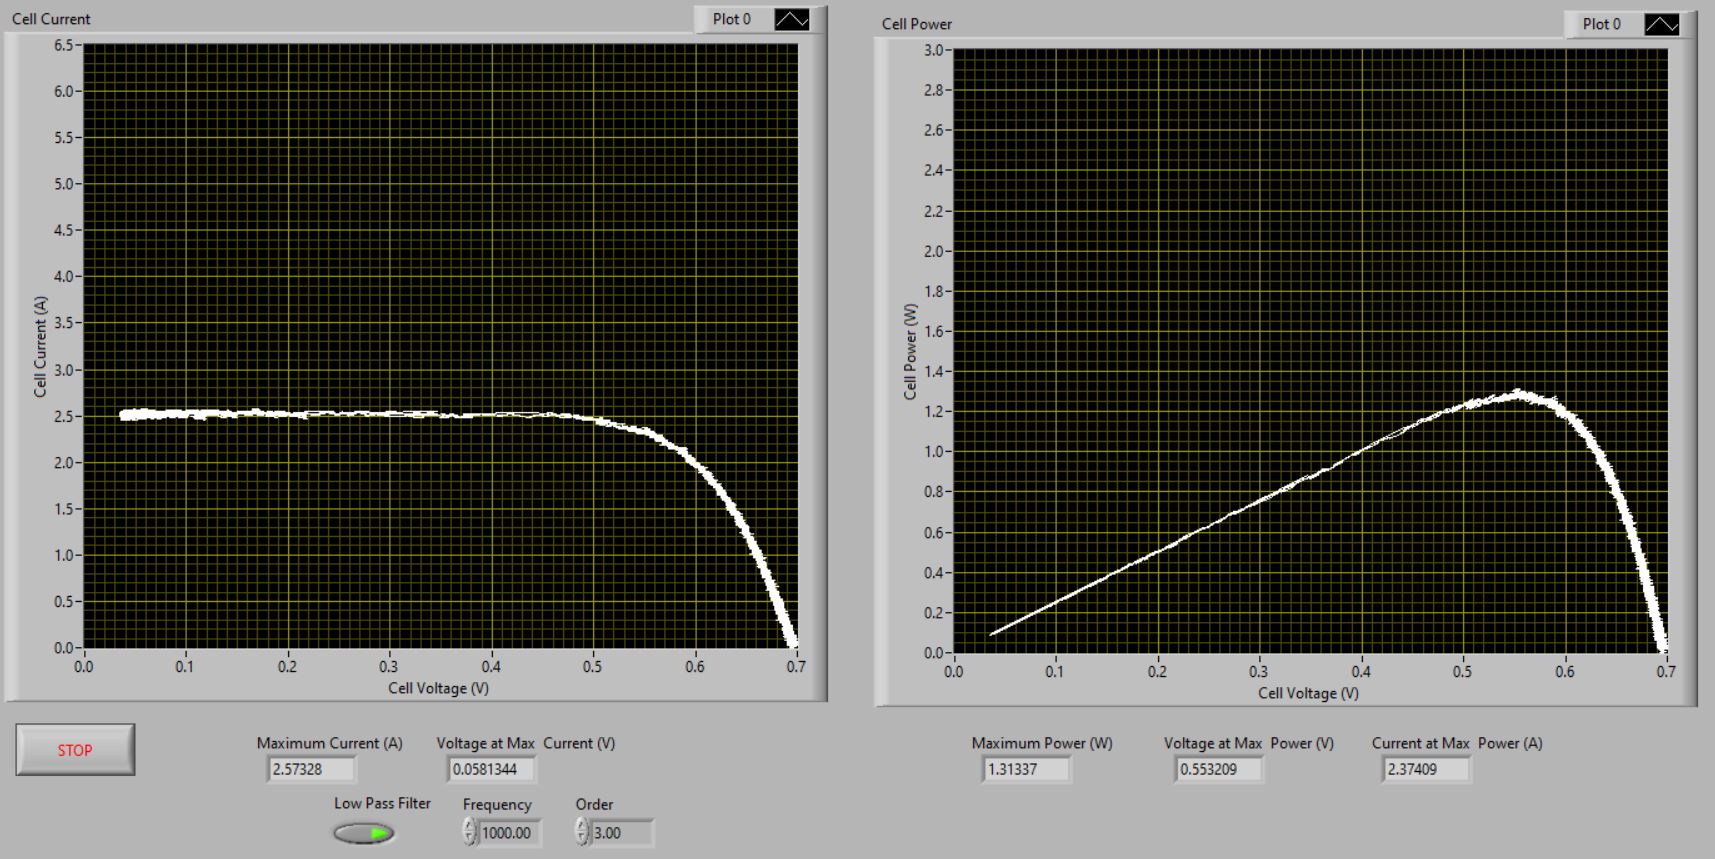 Cell Current
Plot 0
6.5
6.0
5.5
5.0
4.5
4.0
3.5
3.0
2.5
2.0
1.5
1.0
0.5
0.0
Cell Current (A)
0.0 0.1 0.2 0.3 0.4 0.5 0.6 0.7
Cell Voltage (V)
Cell Power
Plot 0
3.0
2.8
2.6
2.4
2.2
2.0
1.8
1.6
1.4
1.2
1.0
0.8
0.6
0.4
0.2
0.0
Cell Power (W)
0.0 0.1 0.2 0.3 0.4 0.5 0.6 0.7
Cell Voltage (V)
STOP
Maximum Current (A)
2.57328
Voltage at Max Current (V)
0.0581344
Low Pass Filter
Frequency
1000.00
Order
3.00
Maximum Power (W)
1.31337
Voltage at Max Power (V)
0.553209
Current at Max Power (A)
2.37409